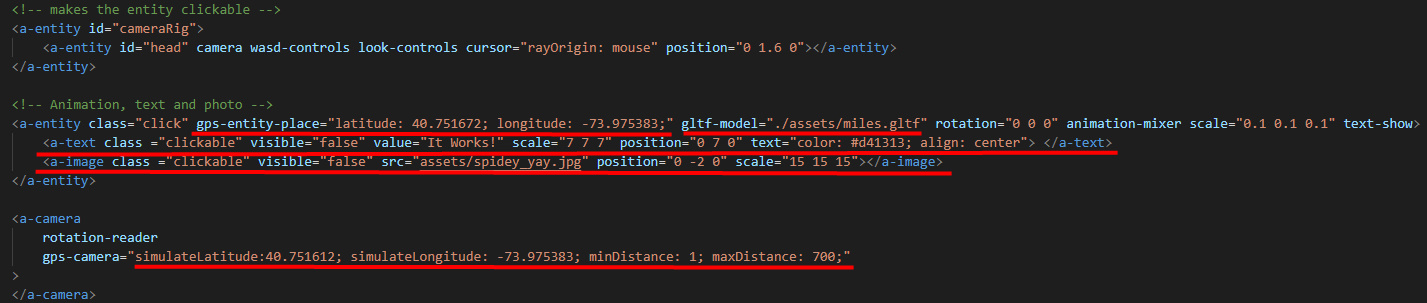 <!-- makes the entity clickable -->
<a-entity id="cameraRig">
<a-entity id="head" camera wasd-controls look-controls cursor="rayOrigin: mouse" position="0 1.6 0"></a-entity>
</a-entity>
<!-- Animation, text and photo -->
<a-entity class="click" gps-entity-place="latitude: 40.751672; longitude: -73.975383;" gltf-model="./assets/miles.gltf" rotation="0 0 0" animation-mixer scale="0.1 0.1 0.1" text-show>
<a-text class ="clickable" visible="false" value="It Works!" scale="7 7 7" position="0 7 0" text="color: #d41313; align: center"> </a-text>
<a-image class ="clickable" visible="false" src="assets/spidey_yay.jpg" position="0 -2 0" scale="15 15 15"></a-image>
</a-entity>
<a-camera
rotation-reader
gps-camera="simulateLatitude:40.751612; simulateLongitude: -73.975383; minDistance: 1; maxDistance: 700;"
>
</a-camera>